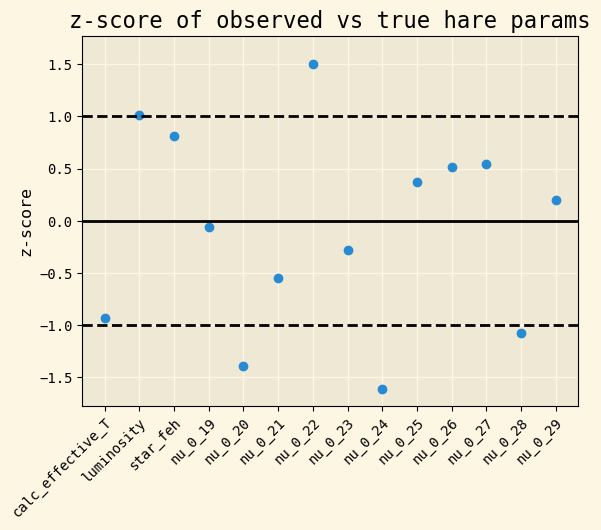 z-score of observed vs true hare params
z-score
1.5
1.0
0.5
0.0
−0.5
−1.0
−1.5
calc_effective_T
luminosity
star_feh
nu_0_19
nu_0_20
nu_0_21
nu_0_22
nu_0_23
nu_0_24
nu_0_25
nu_0_26
nu_0_27
nu_0_28
nu_0_29